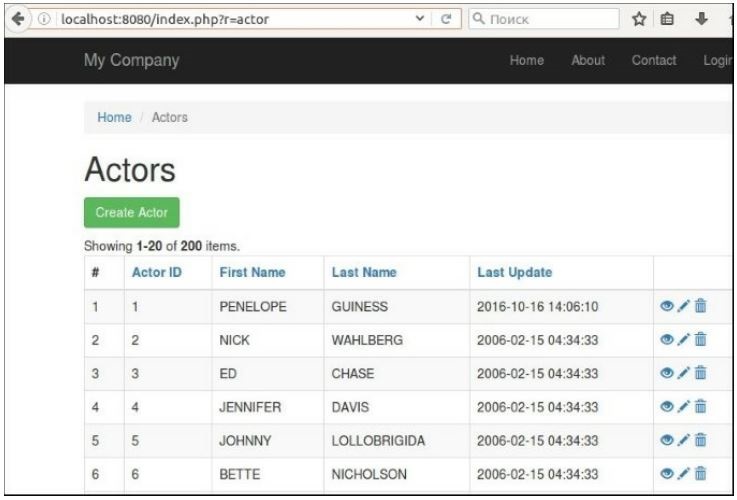 localhost:8080/index.php?r=actor Поиск
My Company Home About Contact Login
Home / Actors
Actors
Create Actor
Showing 1-20 of 200 items.
# Actor ID First Name Last Name Last Update
1 1 PENELOPE GUINESS 2016-10-16 14:06:10
2 2 NICK WAHLBERG 2006-02-15 04:34:33
3 3 ED CHASE 2006-02-15 04:34:33
4 4 JENNIFER DAVIS 2006-02-15 04:34:33
5 5 JOHNNY LOLLOBRIGIDA 2006-02-15 04:34:33
6 6 BETTE NICHOLSON 2006-02-15 04:34:33